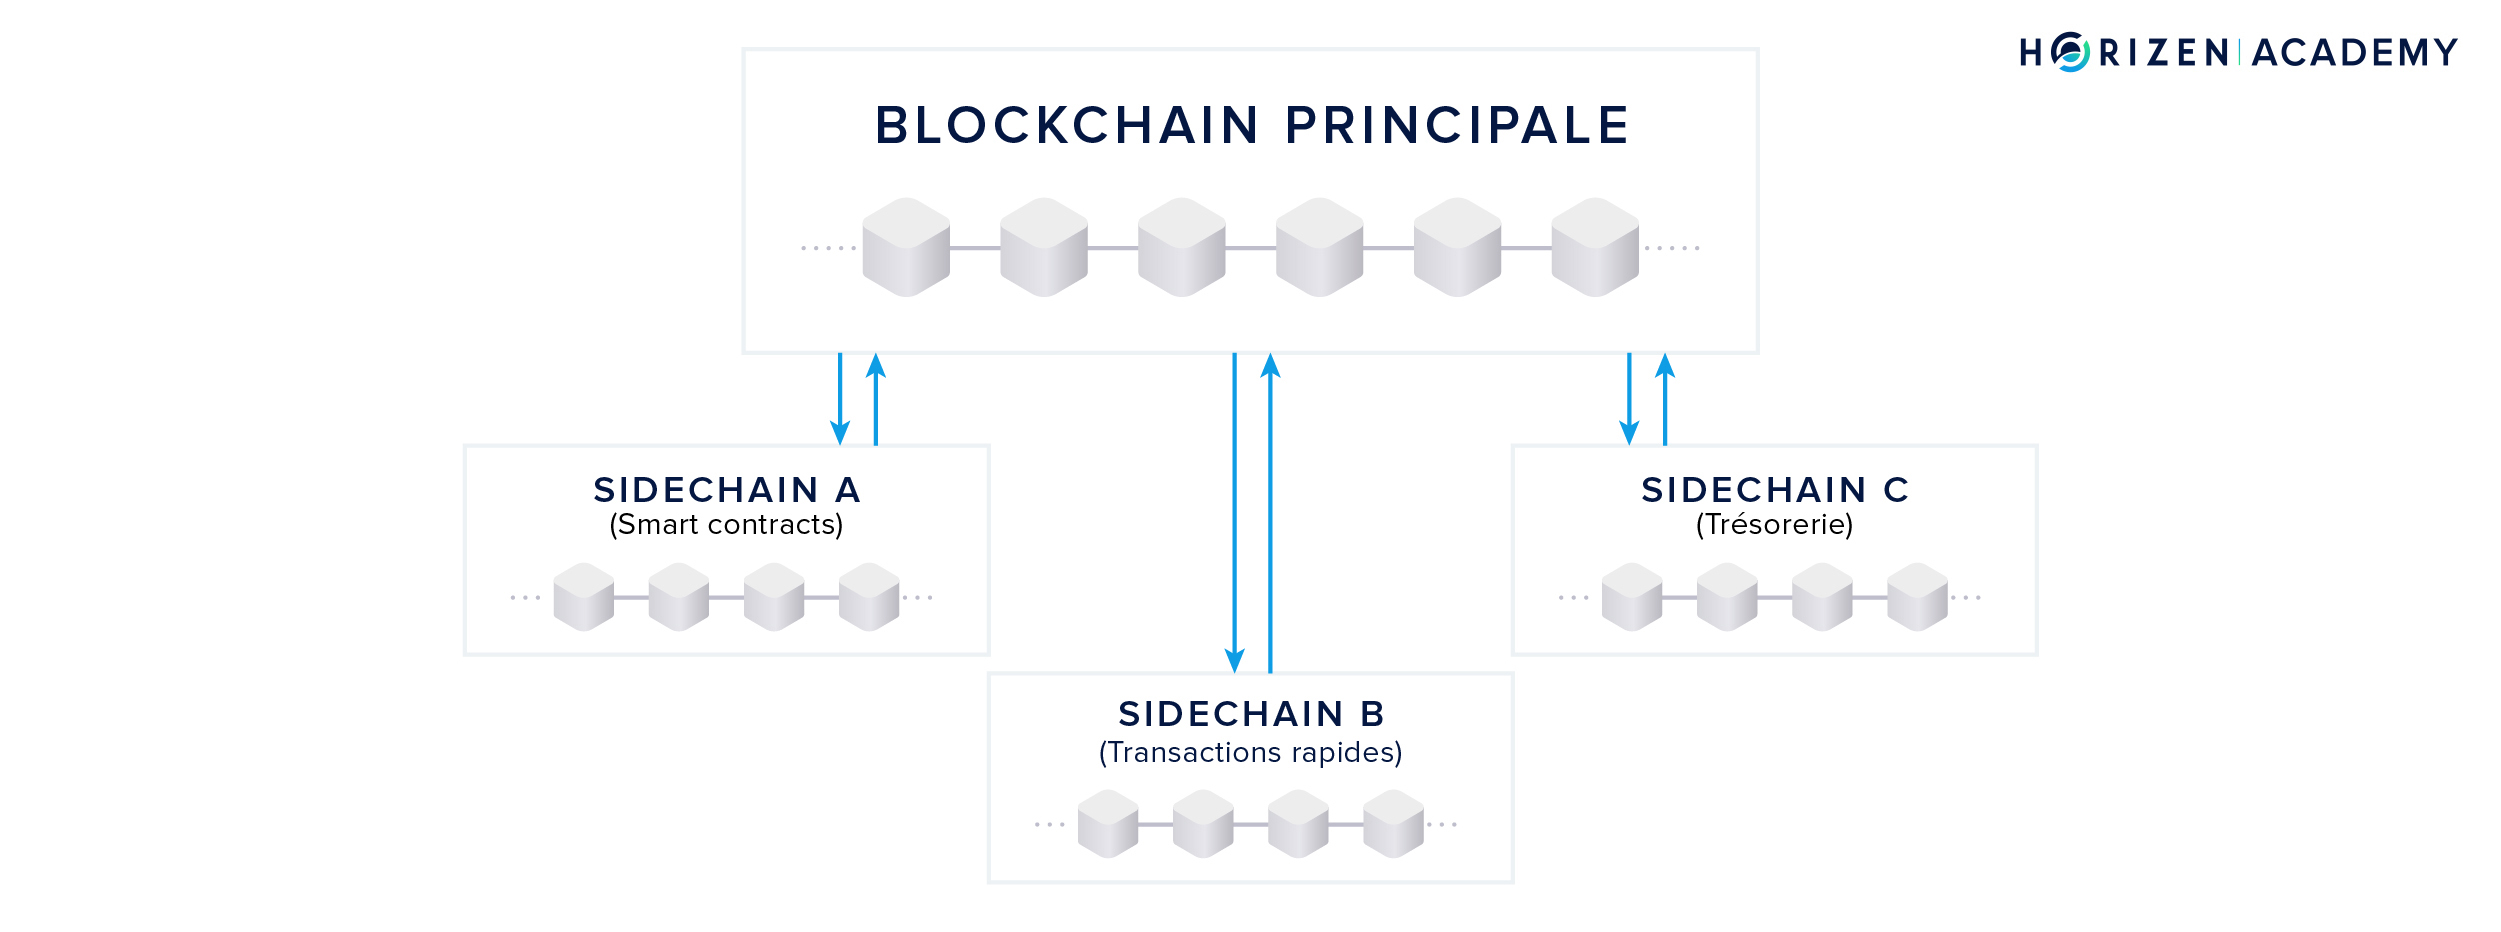 HORIZEN | ACADEMY
BLOCKCHAIN PRINCIPALE
SIDECHAIN A
(Smart contracts)
SIDECHAIN C
(Trésorerie)
SIDECHAIN B
(Transactions rapides)